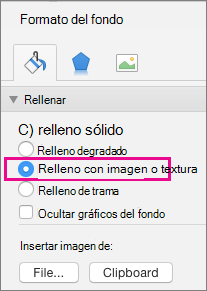 Formato del fondo
Rellenar
C) relleno sólido
Relleno degradado
Relleno con imagen o textura
Relleno de trama
Ocultar gráficos del fondo
Insertar imagen de:
File...
Clipboard